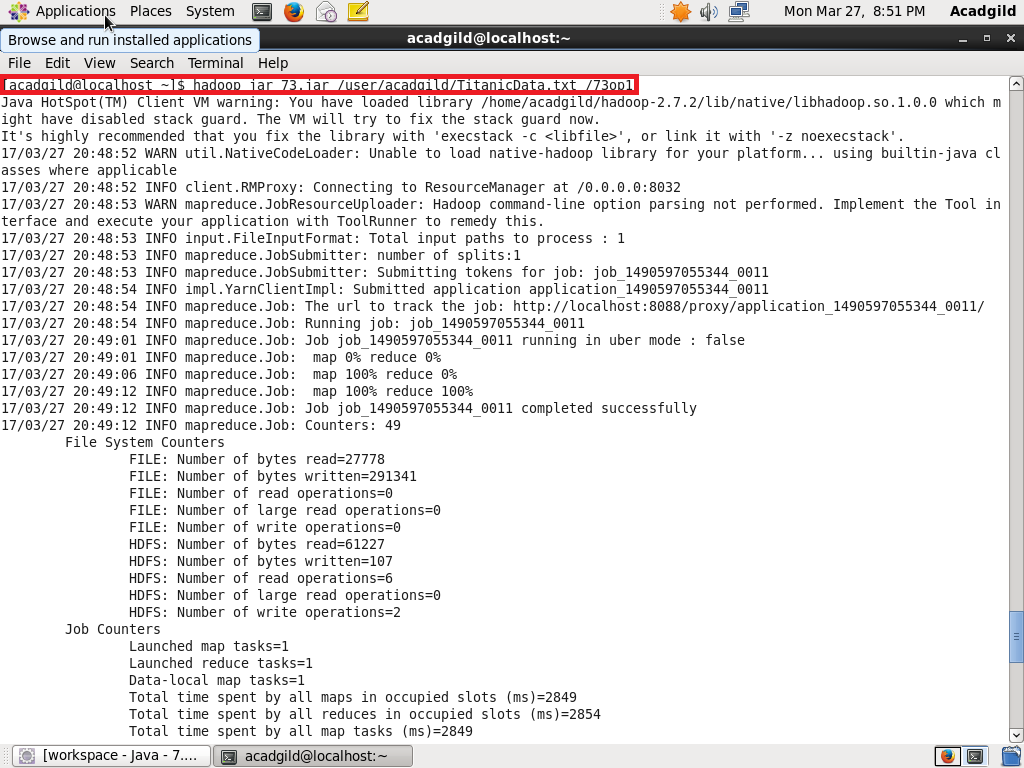 Applications Places System Mon Mar 27, 8:51 PM Acadgild
Browse and run installed applications
acadgild@localhost:~
File Edit View Search Terminal Help
[acadgild@localhost ~]$ hadoop jar 73.jar /user/acadgild/TitanicData.txt /73op1
Java HotSpot(TM) Client VM warning: You have loaded library /home/acadgild/hadoop-2.7.2/lib/native/libhadoop.so.1.0.0 which m
ight have disabled stack guard. The VM will try to fix the stack guard now.
It's highly recommended that you fix the library with 'execstack -c <libfile>', or link it with '-z noexecstack'.
17/03/27 20:48:52 WARN util.NativeCodeLoader: Unable to load native-hadoop library for your platform... using builtin-java cl
asses where applicable
17/03/27 20:48:52 INFO client.RMProxy: Connecting to ResourceManager at /0.0.0.0:8032
17/03/27 20:48:53 WARN mapreduce.JobResourceUploader: Hadoop command-line option parsing not performed. Implement the Tool in
terface and execute your application with ToolRunner to remedy this.
17/03/27 20:48:53 INFO input.FileInputFormat: Total input paths to process : 1
17/03/27 20:48:53 INFO mapreduce.JobSubmitter: number of splits:1
17/03/27 20:48:53 INFO mapreduce.JobSubmitter: Submitting tokens for job: job_1490597055344_0011
17/03/27 20:48:54 INFO impl.YarnClientImpl: Submitted application application_1490597055344_0011
17/03/27 20:48:54 INFO mapreduce.Job: The url to track the job: http://localhost:8088/proxy/application_1490597055344_0011/
17/03/27 20:48:54 INFO mapreduce.Job: Running job: job_1490597055344_0011
17/03/27 20:49:01 INFO mapreduce.Job: Job job_1490597055344_0011 running in uber mode : false
17/03/27 20:49:01 INFO mapreduce.Job:  map 0% reduce 0%
17/03/27 20:49:06 INFO mapreduce.Job:  map 100% reduce 0%
17/03/27 20:49:12 INFO mapreduce.Job:  map 100% reduce 100%
17/03/27 20:49:12 INFO mapreduce.Job: Job job_1490597055344_0011 completed successfully
17/03/27 20:49:12 INFO mapreduce.Job: Counters: 49
File System Counters
FILE: Number of bytes read=27778
FILE: Number of bytes written=291341
FILE: Number of read operations=0
FILE: Number of large read operations=0
FILE: Number of write operations=0
HDFS: Number of bytes read=61227
HDFS: Number of bytes written=107
HDFS: Number of read operations=6
HDFS: Number of large read operations=0
HDFS: Number of write operations=2
Job Counters
Launched map tasks=1
Launched reduce tasks=1
Data-local map tasks=1
Total time spent by all maps in occupied slots (ms)=2849
Total time spent by all reduces in occupied slots (ms)=2854
Total time spent by all map tasks (ms)=2849
[workspace - Java - 7.... acadgild@localhost:~